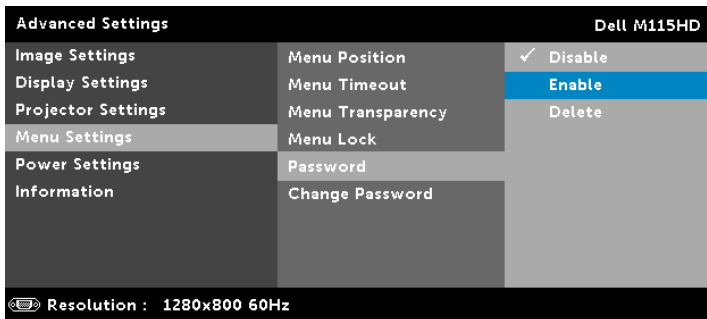 Advanced Settings
Dell M115HD
Image Settings
Display Settings
Projector Settings
Menu Settings
Power Settings
Information
Menu Position
Menu Timeout
Menu Transparency
Menu Lock
Password
Change Password
Disable
Enable
Delete
Resolution : 1280x800 60Hz